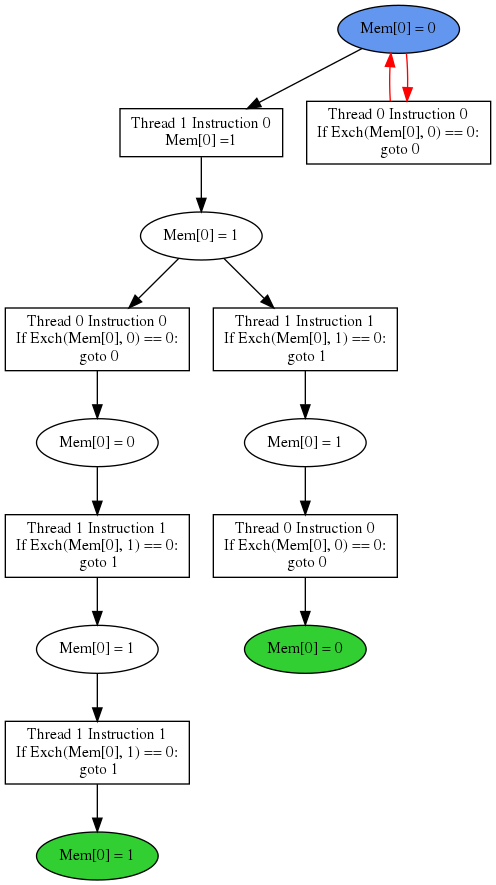 Mem[0] = 0
Thread 1 Instruction 0
Mem[0] =1
Thread 0 Instruction 0
If Exch(Mem[0], 0) == 0:
goto 0
Mem[0] = 1
Thread 0 Instruction 0
If Exch(Mem[0], 0) == 0:
goto 0
Thread 1 Instruction 1
If Exch(Mem[0], 1) == 0:
goto 1
Mem[0] = 0
Mem[0] = 1
Thread 1 Instruction 1
If Exch(Mem[0], 1) == 0:
goto 1
Thread 0 Instruction 0
If Exch(Mem[0], 0) == 0:
goto 0
Mem[0] = 1
Mem[0] = 0
Thread 1 Instruction 1
If Exch(Mem[0], 1) == 0:
goto 1
Mem[0] = 1